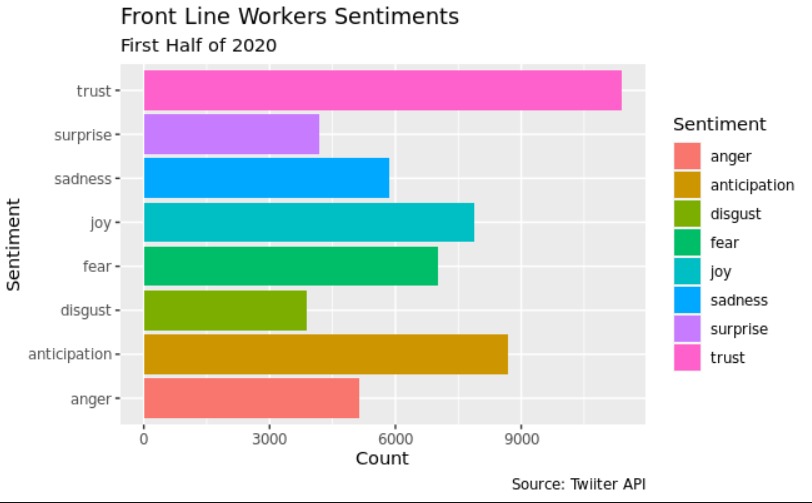 Front Line Workers Sentiments
First Half of 2020
Sentiment
trust
surprise
sadness
joy
fear
disgust
anticipation
anger
0 3000 6000 9000
Count
Sentiment
anger
anticipation
disgust
fear
joy
sadness
surprise
trust
Source: Twiiter API